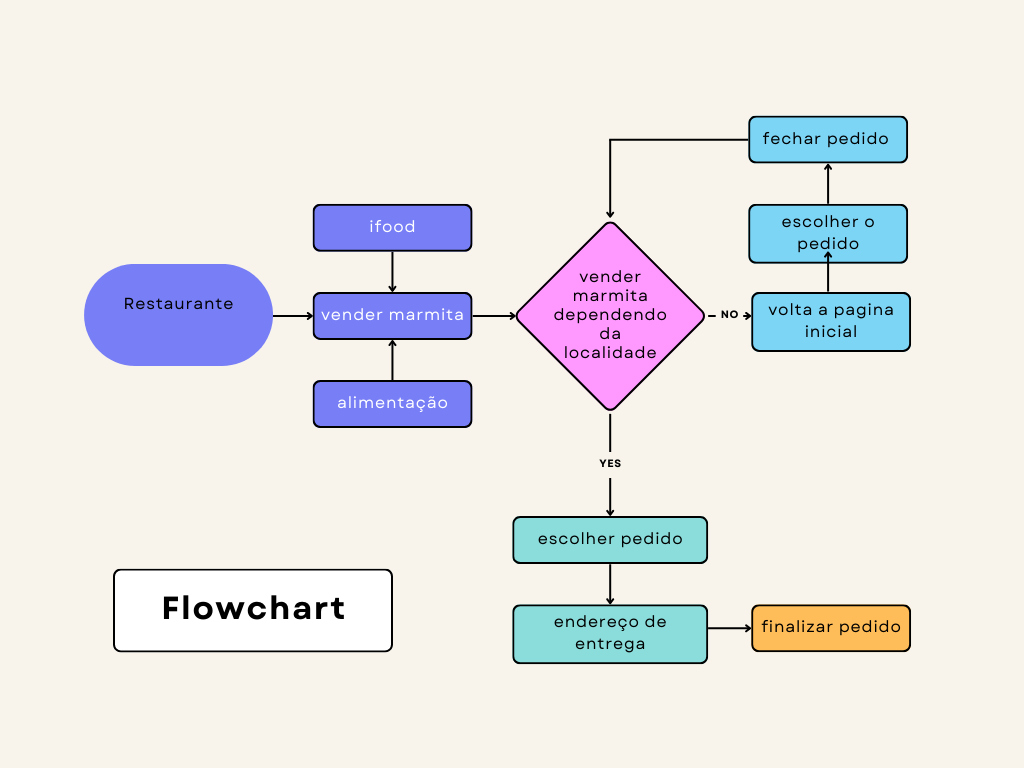 fechar pedido
ifood
escolher o
pedido
Restaurante
vender marmita
vender
marmita
dependendo
da
localidade
NO
volta a pagina
inicial
alimentação
YES
escolher pedido
Flowchart
endereço de
entrega
finalizar pedido